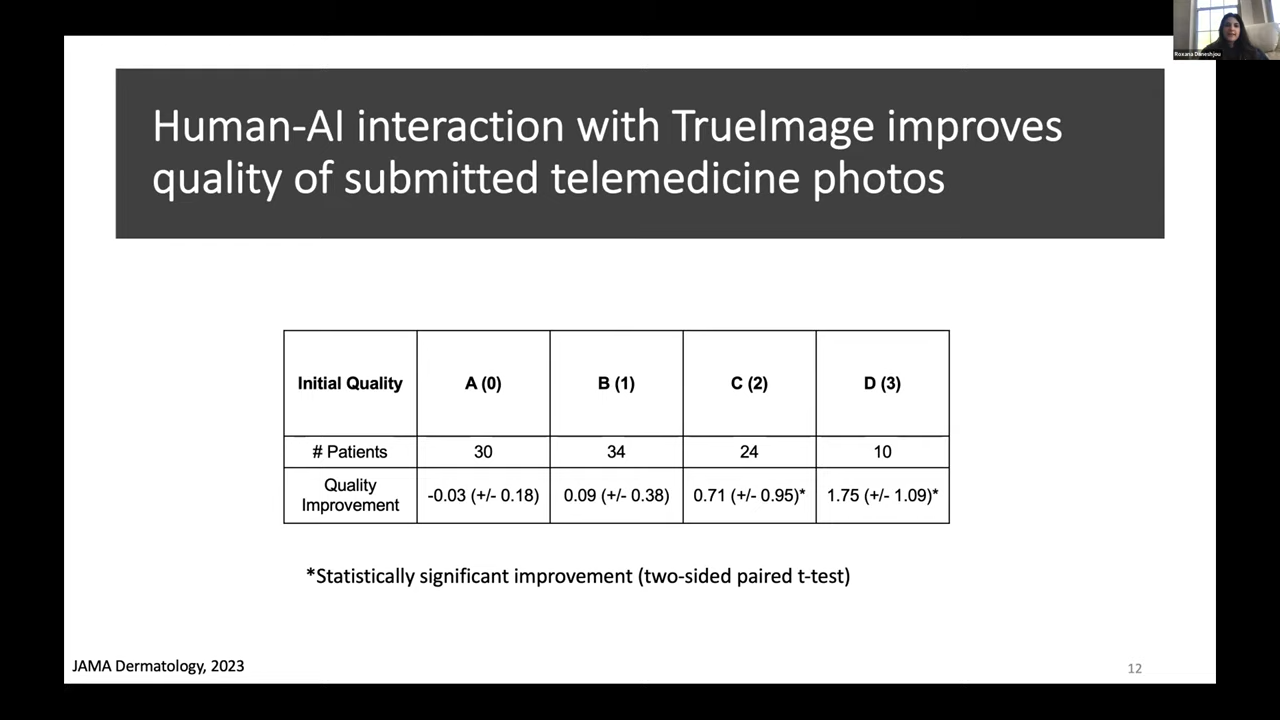 Roxana Daneshjou
Human-AI interaction with TrueImage improves
quality of submitted telemedicine photos
Initial Quality A (0) B (1) C (2) D (3)
# Patients 30 34 24 10
Quality
Improvement -0.03 (+/- 0.18) 0.09 (+/- 0.38) 0.71 (+/- 0.95)* 1.75 (+/- 1.09)*
*Statistically significant improvement (two-sided paired t-test)
JAMA Dermatology, 2023
12